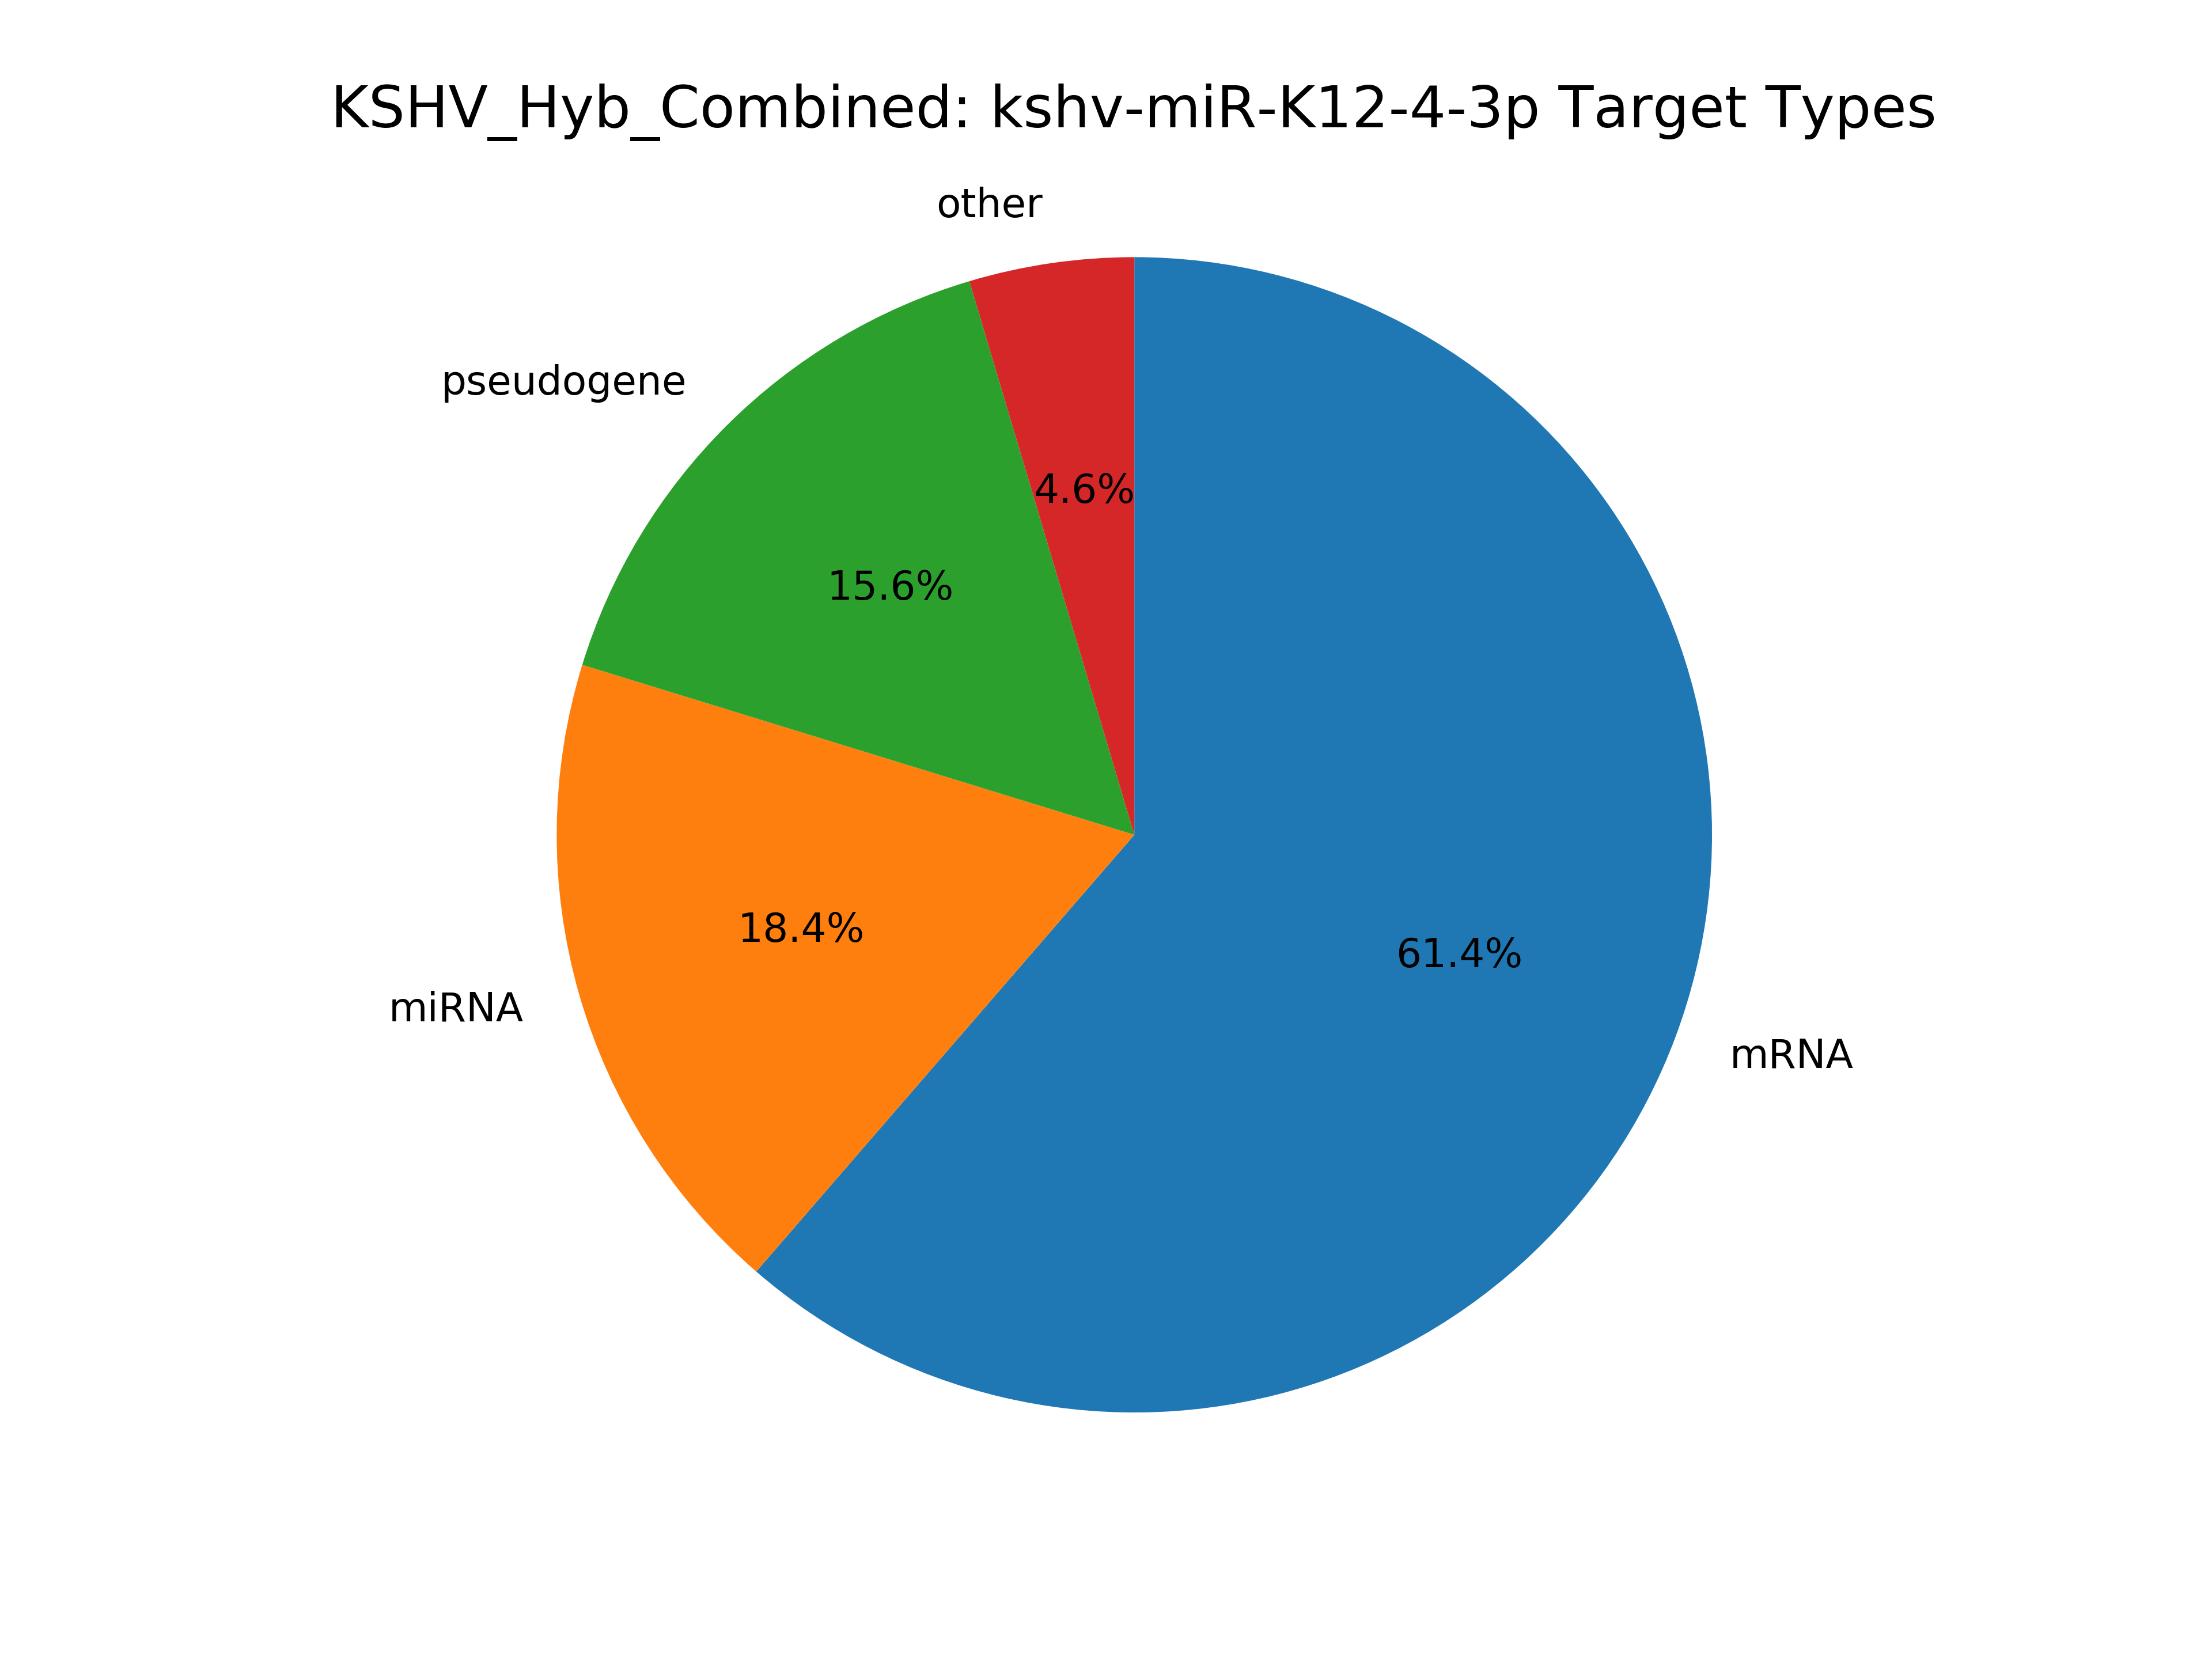 KSHV_Hyb_Combined: kshv-miR-K12-4-3p Target Types
other
pseudogene
4.6%
15.6%
18.4%
61.4%
miRNA
mRNA